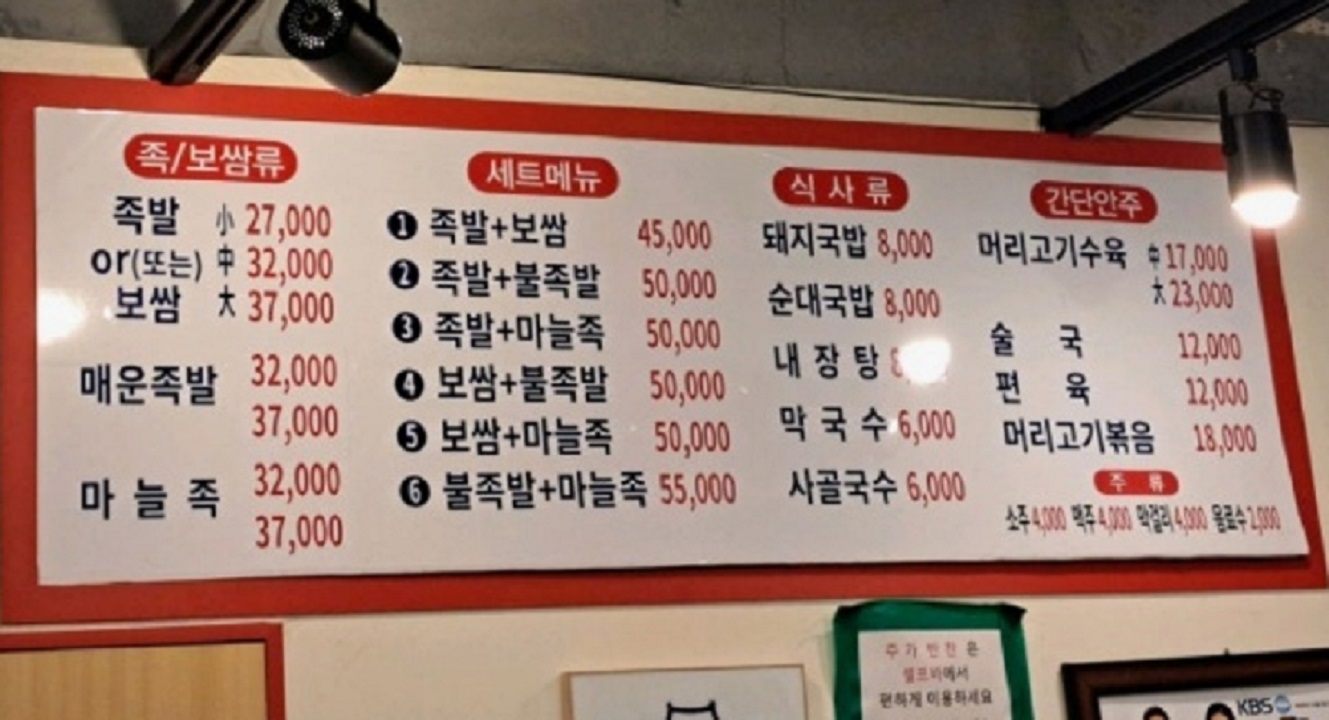 족/보쌈류
족발 小 27,000
or(또는) 中 32,000
보쌈 大 37,000
매운족발 32,000
37,000
마늘족 32,000
37,000
세트메뉴
❶ 족발+보쌈 45,000
❷ 족발+불족발 50,000
❸ 족발+마늘족 50,000
❹ 보쌈+불족발 50,000
❺ 보쌈+마늘족 50,000
❻ 불족발+마늘족 55,000
식사류
돼지국밥 8,000
순대국밥 8,000
내장탕
막국수 6,000
사골국수 6,000
간단안주
머리고기수육 中 17,000
大 23,000
술국 12,000
편육 12,000
머리고기볶음 18,000
주류
소주 4,000 맥주 4,000 막걸리 4,000 음료수 2,000
추가 반찬 은
셀프바에서
편하게 이용하세요
KBS